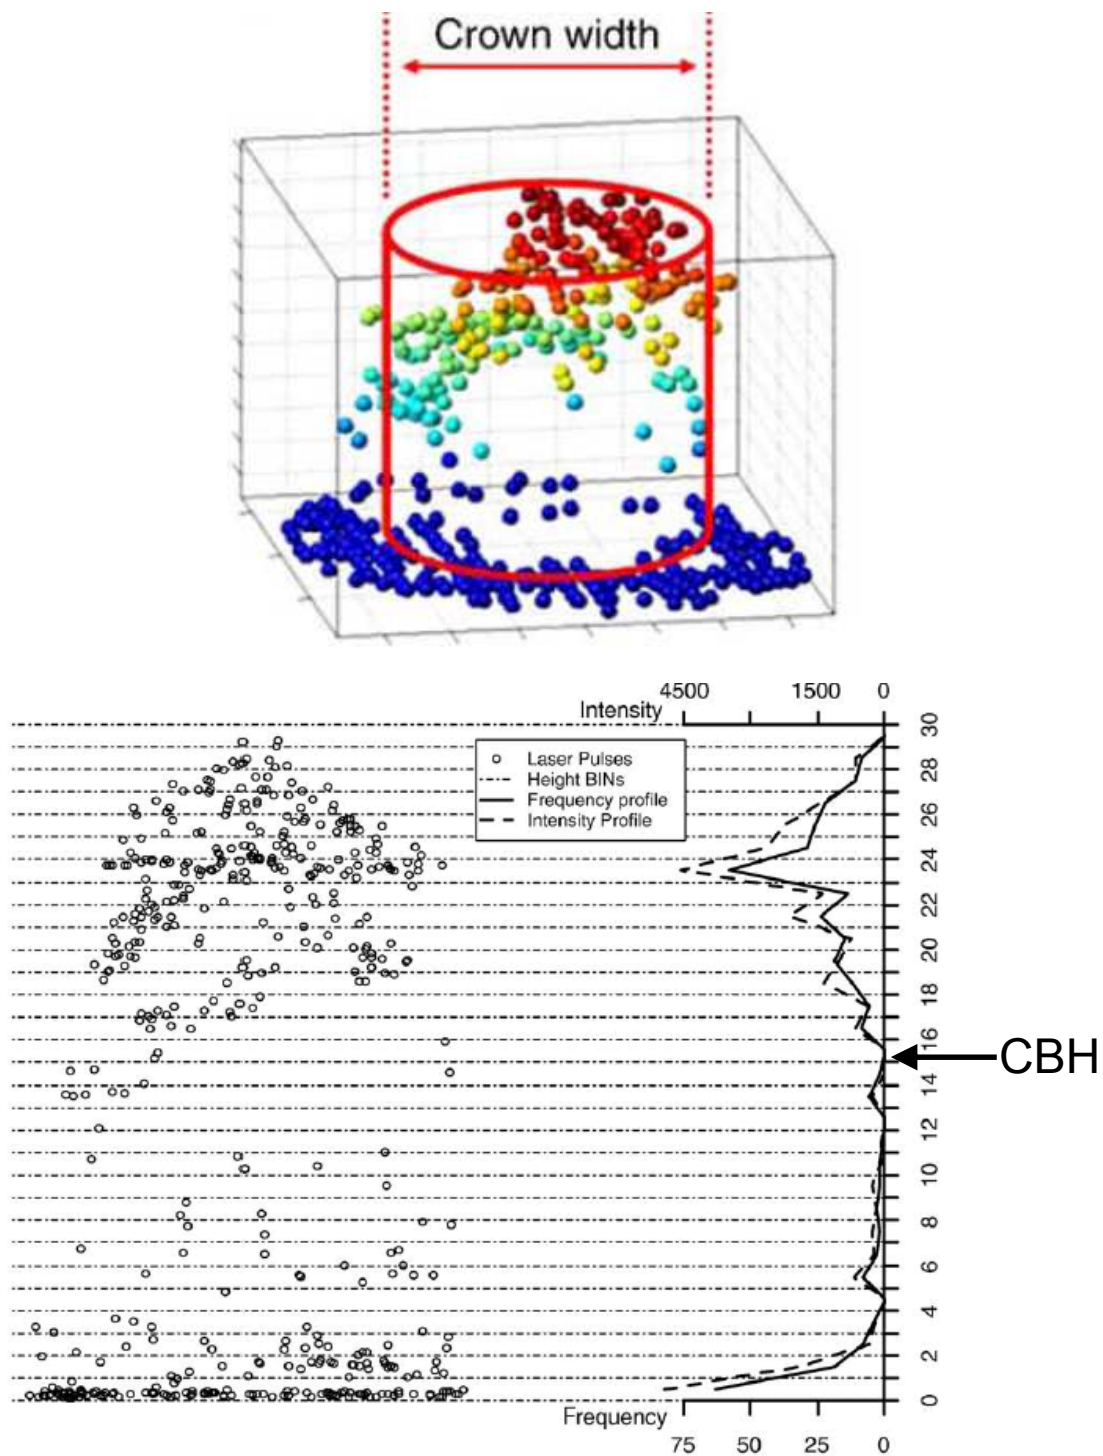 Crown width
4500 1500 0
Intensity
Laser Pulses
Height BINs
Frequency profile
Intensity Profile
30
28
26
24
22
20
18
16
CBH
14
12
10
8
6
4
2
0
Frequency
75 50 25 0